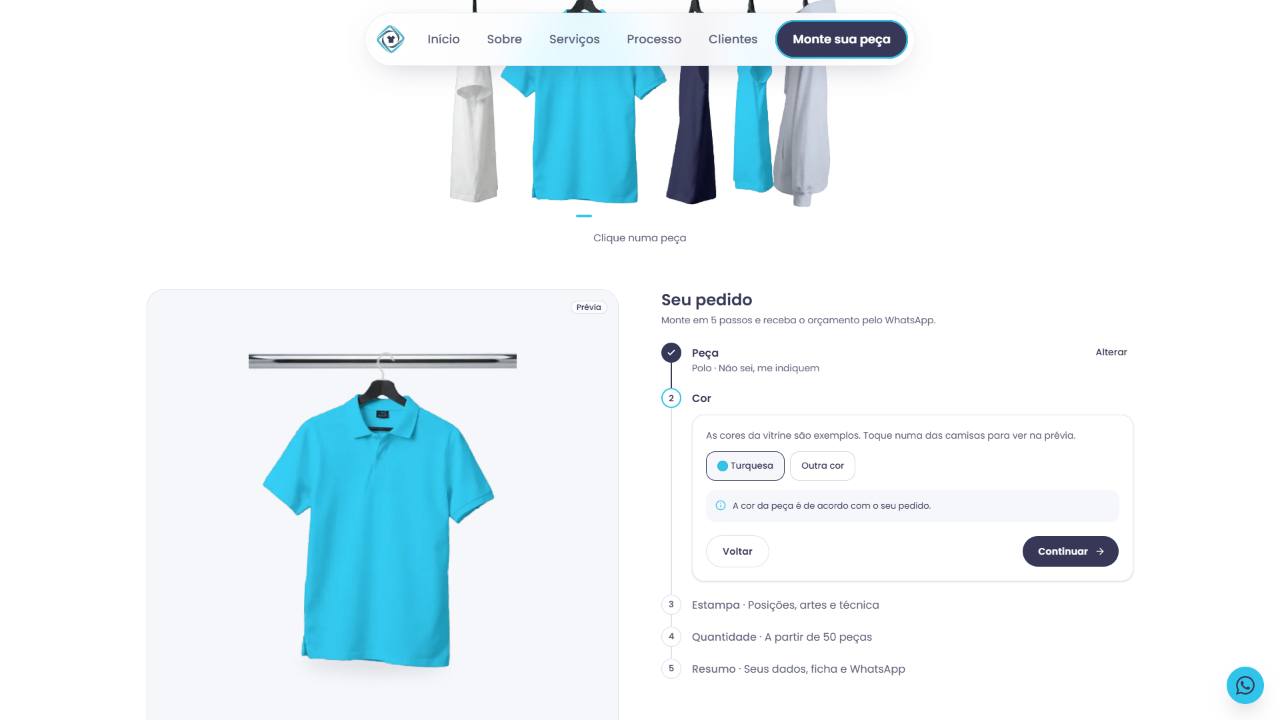 Início
Sobre
Serviços
Processo
Clientes
Monte sua peça
Clique numa peça
Prévia
Seu pedido
Monte em 5 passos e receba o orçamento pelo WhatsApp.
Peça
Alterar
Polo · Não sei, me indiquem
2
Cor
As cores da vitrine são exemplos. Toque numa das camisas para ver na prévia.
Turquesa
Outra cor
A cor da peça é de acordo com o seu pedido.
Voltar
Continuar
3
Estampa · Posições, artes e técnica
4
Quantidade · A partir de 50 peças
5
Resumo · Seus dados, ficha e WhatsApp